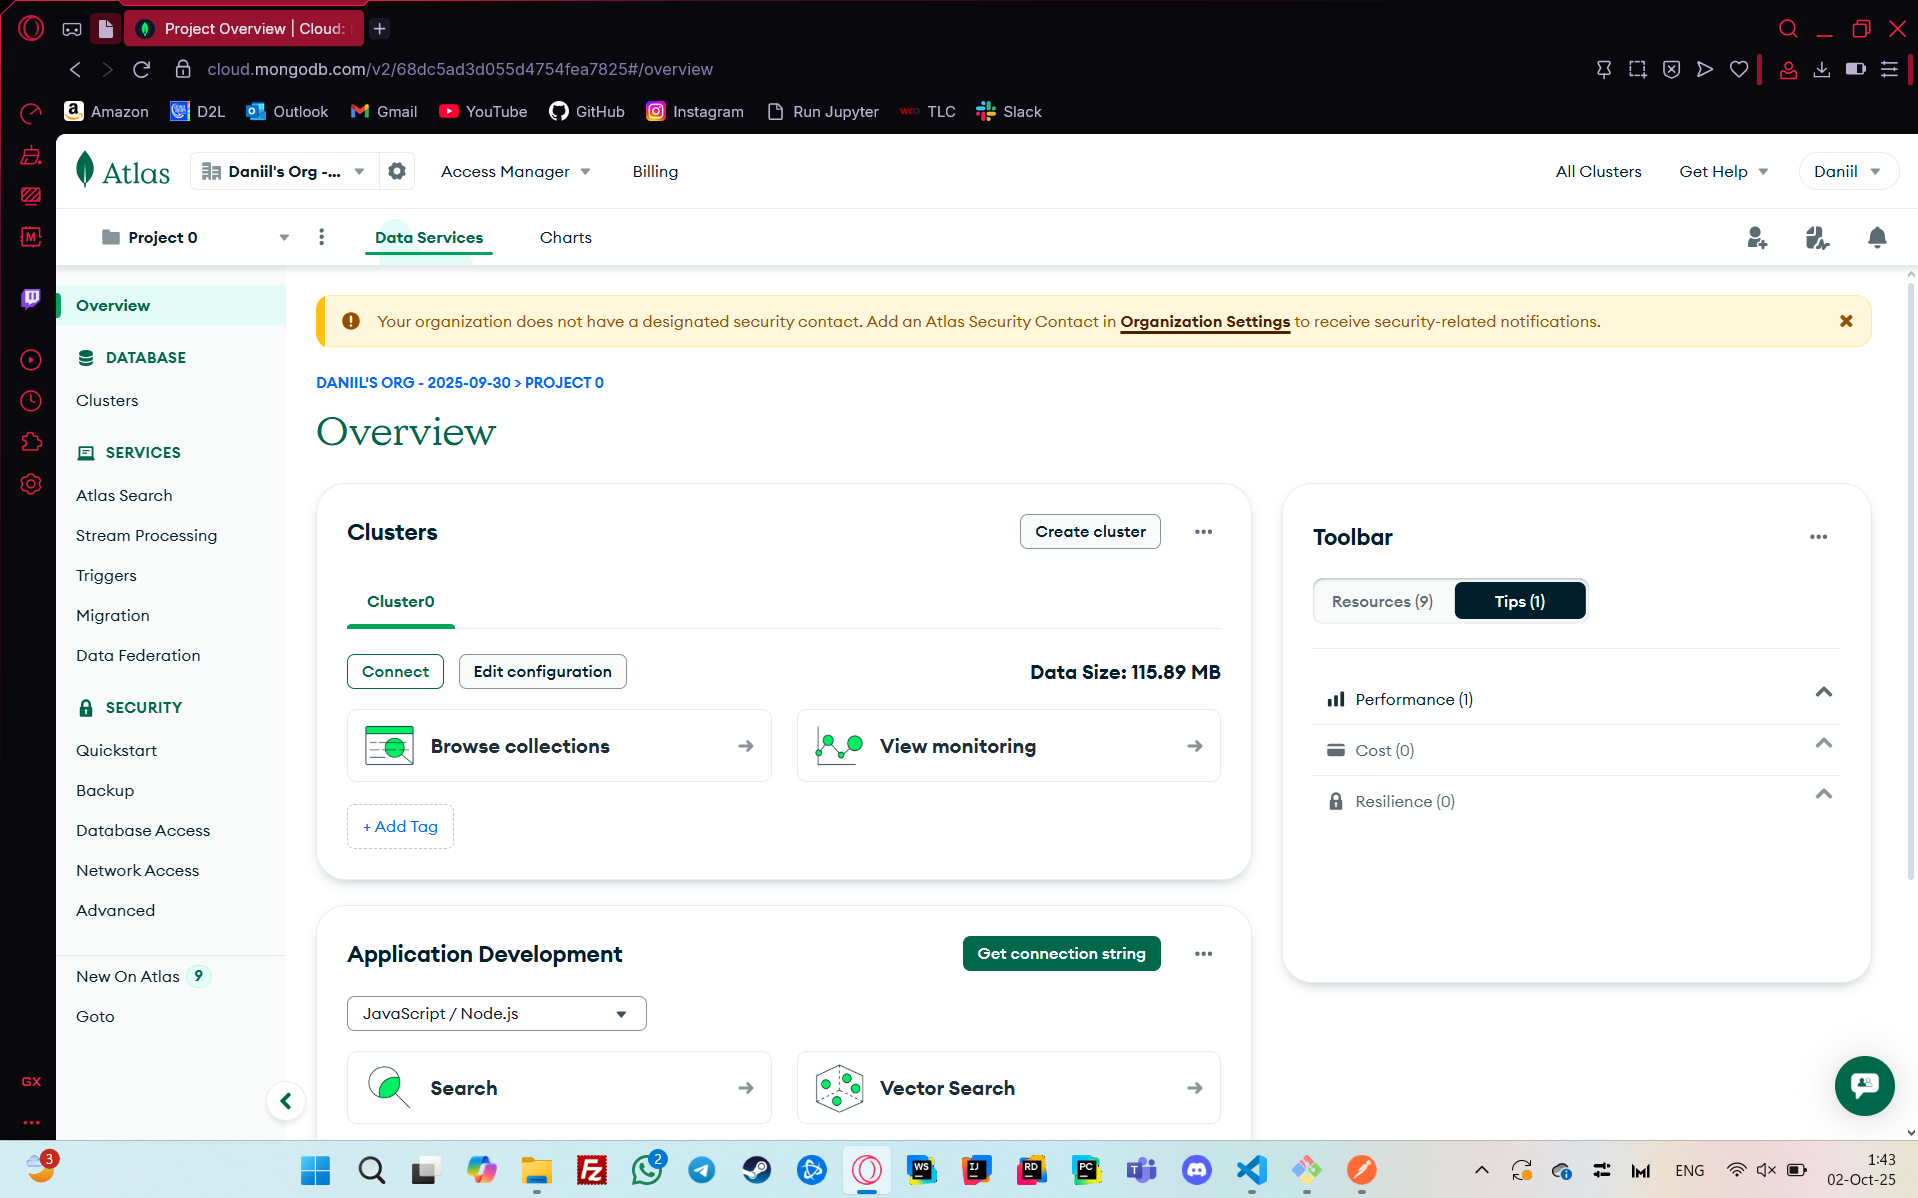 Project Overview | Cloud:
cloud.mongodb.com/v2/68dc5ad3d055d4754fea7825#/overview
Amazon
D2L
Outlook
Gmail
YouTube
GitHub
Instagram
Run Jupyter
TLC
Slack
Atlas
Daniil's Org -...
Access Manager
Billing
All Clusters
Get Help
Daniil
Project 0
Data Services
Charts
Overview
DATABASE
Clusters
SERVICES
Atlas Search
Stream Processing
Triggers
Migration
Data Federation
SECURITY
Quickstart
Backup
Database Access
Network Access
Advanced
New On Atlas 9
Goto
GX
Your organization does not have a designated security contact. Add an Atlas Security Contact in Organization Settings to receive security-related notifications.
DANIIL'S ORG - 2025-09-30 > PROJECT 0
Overview
Clusters
Create cluster
Cluster0
Connect
Edit configuration
Data Size: 115.89 MB
Browse collections
View monitoring
+ Add Tag
Application Development
Get connection string
JavaScript / Node.js
Search
Vector Search
Toolbar
Resources (9)
Tips (1)
Performance (1)
Cost (0)
Resilience (0)
3
2
WS
IJ
RD
PC
ENG
1:43
02-Oct-25